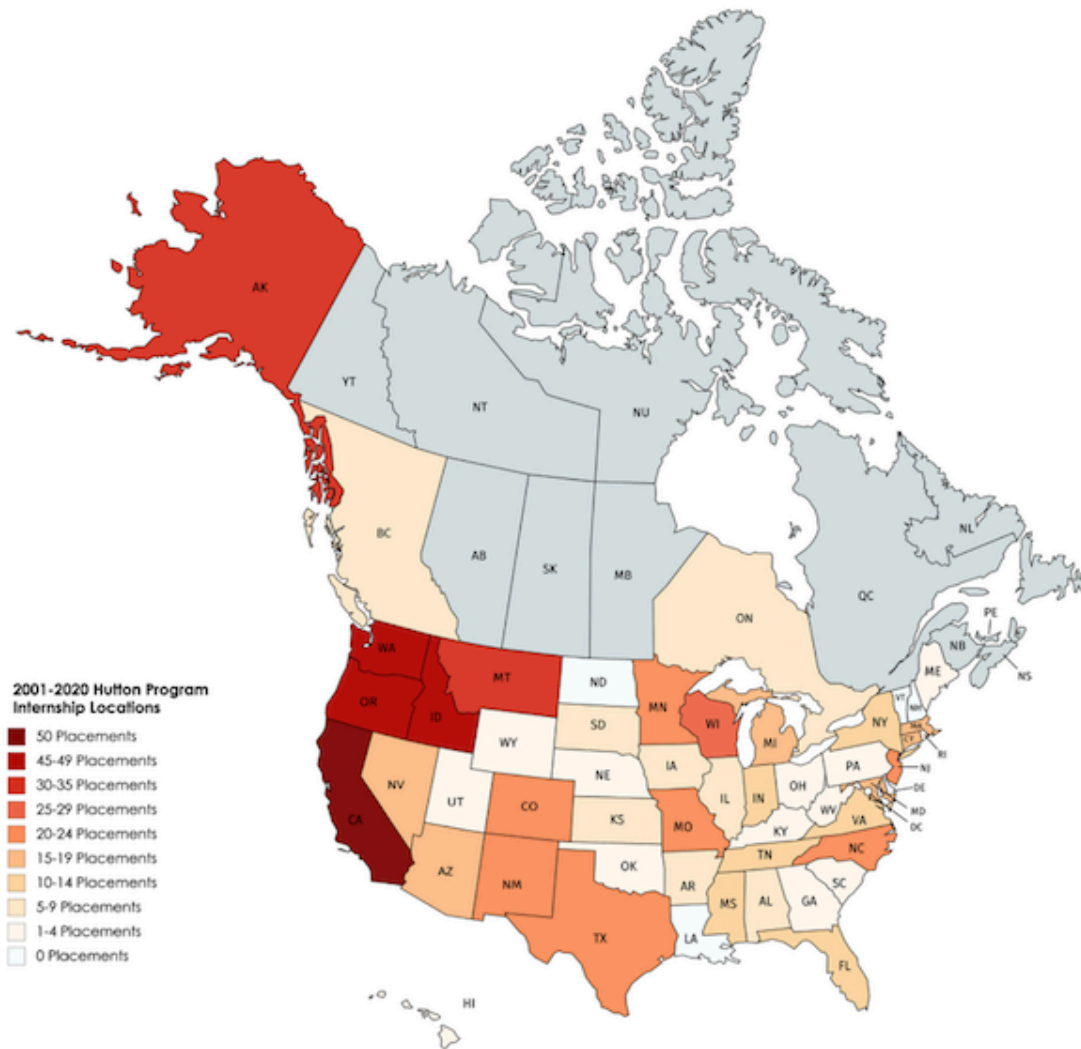 AK
YT
NT
NU
BC
AB
SK
MB
ON
QC
NL
PE
NB
NS
WA
MT
ND
MN
ME
VT
NH
OR
ID
SD
WI
MI
NY
MA
CT
RI
WY
IA
PA
NJ
NE
OH
DE
NV
UT
IL
IN
MD
CO
WV
DC
CA
KS
MO
KY
VA
TN
NC
AZ
NM
OK
AR
SC
MS
AL
GA
TX
LA
FL
HI
2001-2020 Hutton Program
Internship Locations
50 Placements
45-49 Placements
30-35 Placements
25-29 Placements
20-24 Placements
15-19 Placements
10-14 Placements
5-9 Placements
1-4 Placements
0 Placements